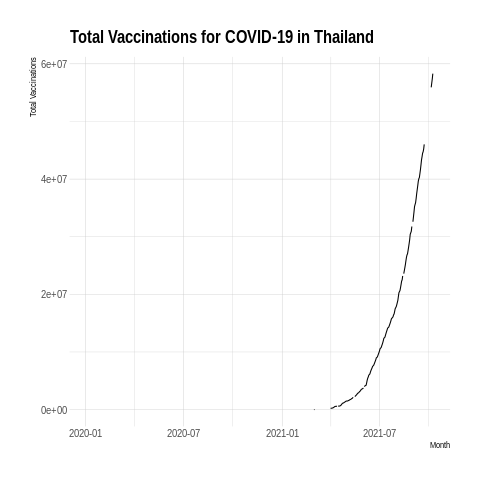 Total Vaccinations for COVID-19 in Thailand
Total Vaccinations
6e+07
4e+07
2e+07
0e+00
2020-01 2020-07 2021-01 2021-07
Month